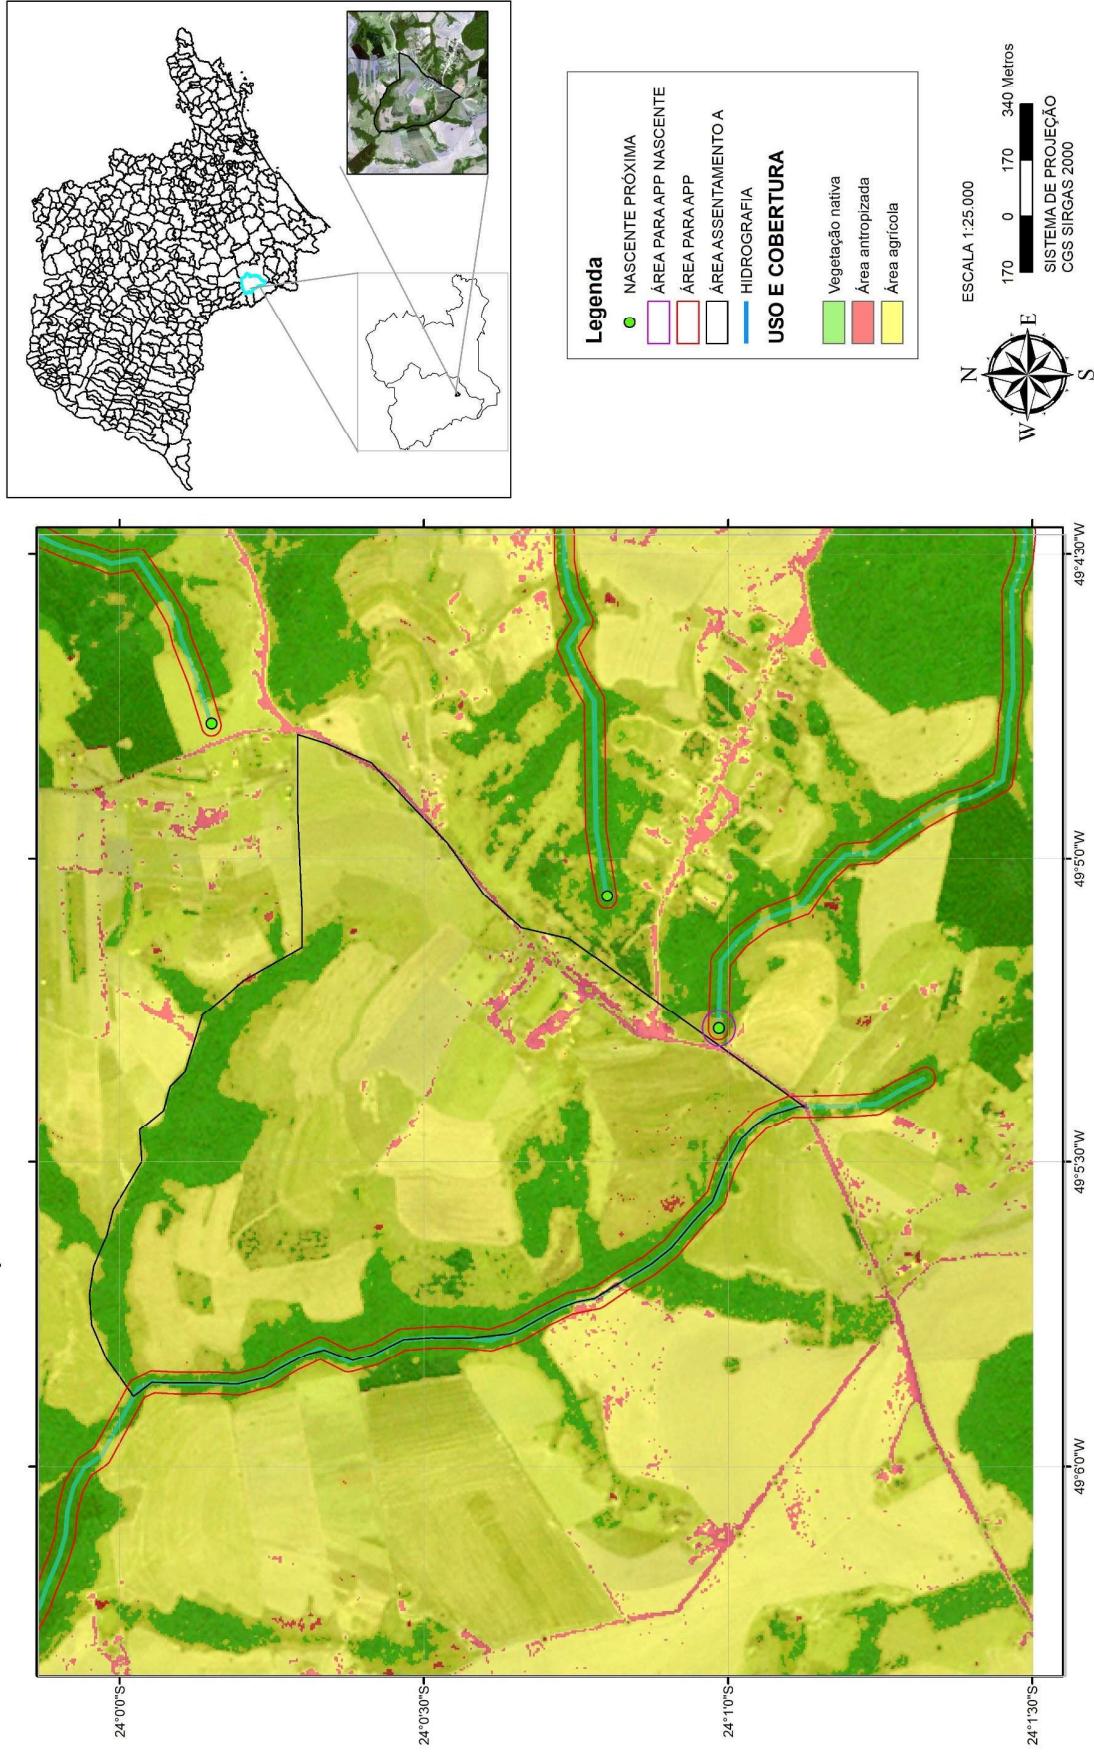 Legenda
NASCENTE PRÓXIMA
ÁREA PARA APP NASCENTE
ÁREA PARA APP
ÁREA ASSENTAMENTO A
HIDROGRAFIA
USO E COBERTURA
Vegetação nativa
Área antropizada
Área agrícola
ESCALA 1:25.000
170 0 170 340 Metros
SISTEMA DE PROJEÇÃO
CGS SIRGAS 2000
N
W E
S
24°0'0"S
24°0'30"S
24°1'0"S
24°1'30"S
49°6'0"W
49°5'30"W
49°5'0"W
49°4'30"W